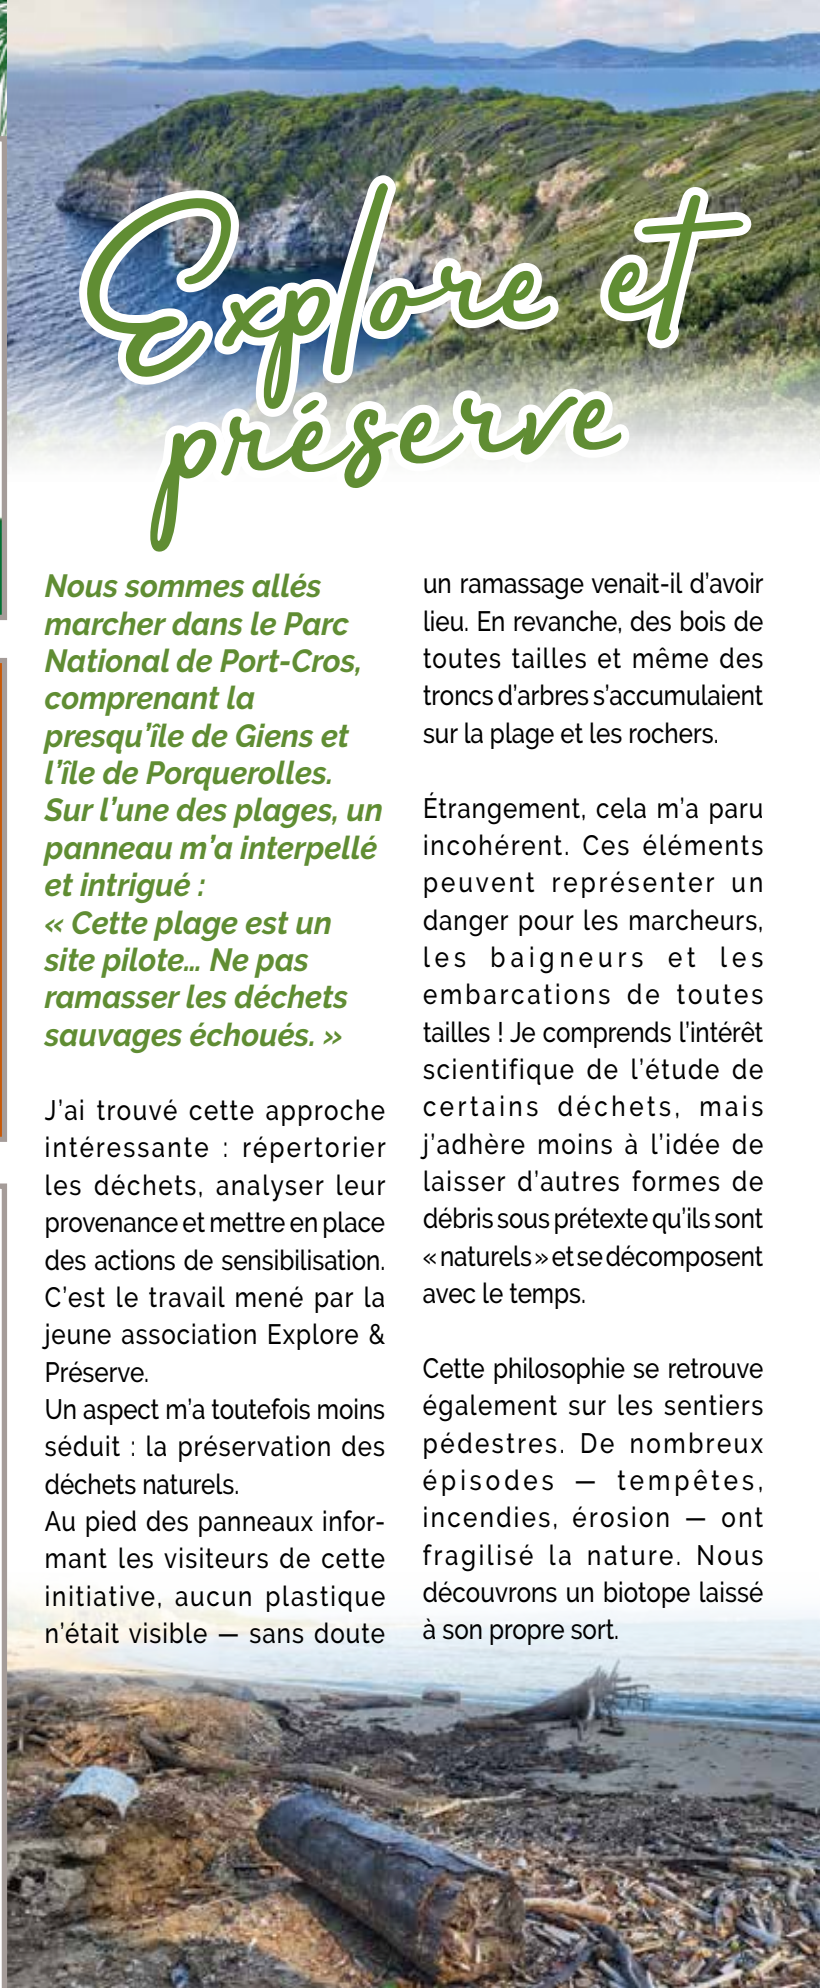 Explore et
préserve
Nous sommes allés
marcher dans le Parc
National de Port-Cros,
comprenant la
presqu'île de Giens et
l'île de Porquerolles.
Sur l'une des plages, un
panneau m'a interpellé
et intrigué :
« Cette plage est un
site pilote... Ne pas
ramasser les déchets
sauvages échoués. »
J'ai trouvé cette approche
intéressante : répertorier
les déchets, analyser leur
provenance et mettre en place
des actions de sensibilisation.
C'est le travail mené par la
jeune association Explore &
Préserve.
Un aspect m'a toutefois moins
séduit : la préservation des
déchets naturels.
Au pied des panneaux infor-
mant les visiteurs de cette
initiative, aucun plastique
n'était visible — sans doute
un ramassage venait-il d'avoir
lieu. En revanche, des bois de
toutes tailles et même des
troncs d'arbres s'accumulaient
sur la plage et les rochers.
Étrangement, cela m'a paru
incohérent. Ces éléments
peuvent représenter un
danger pour les marcheurs,
les baigneurs et les
embarcations de toutes
tailles ! Je comprends l'intérêt
scientifique de l'étude de
certains déchets, mais
j'adhère moins à l'idée de
laisser d'autres formes de
débris sous prétexte qu'ils sont
« naturels » et se décomposent
avec le temps.
Cette philosophie se retrouve
également sur les sentiers
pédestres. De nombreux
épisodes — tempêtes,
incendies, érosion — ont
fragilisé la nature. Nous
découvrons un biotope laissé
à son propre sort.